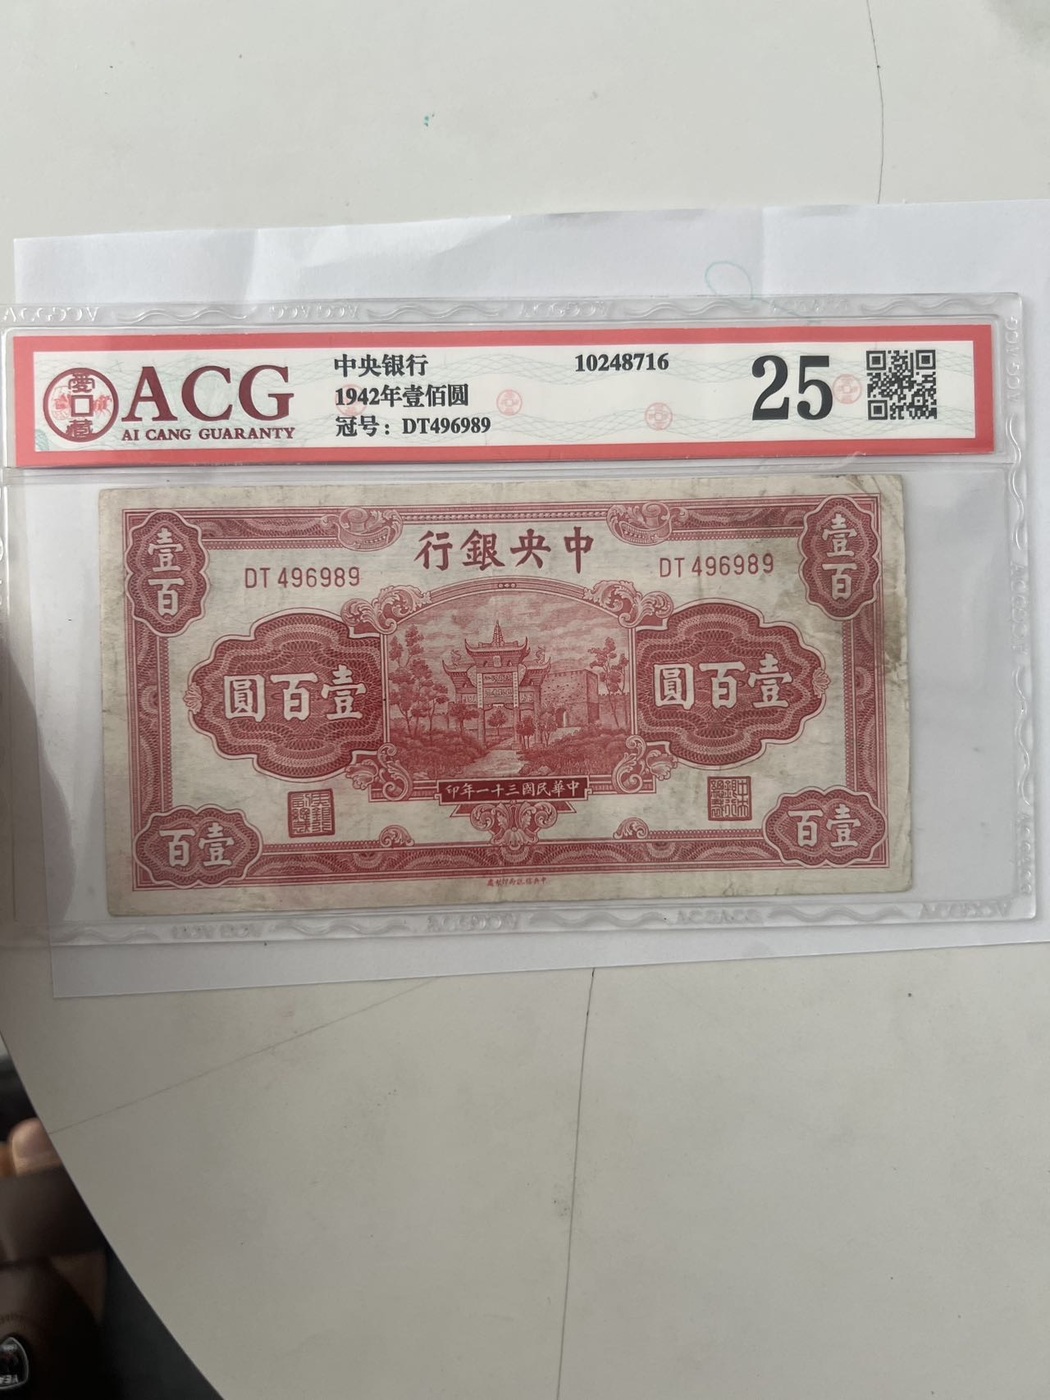 ACG
AI CANG GUARANTY
中央银行
1942年壹佰圆
冠号：DT496989
10248716
25
行銀央中
DT 496989
DT 496989
壹百
壹百
圓百壹
圓百壹
印年一十三國民華中
百壹
百壹